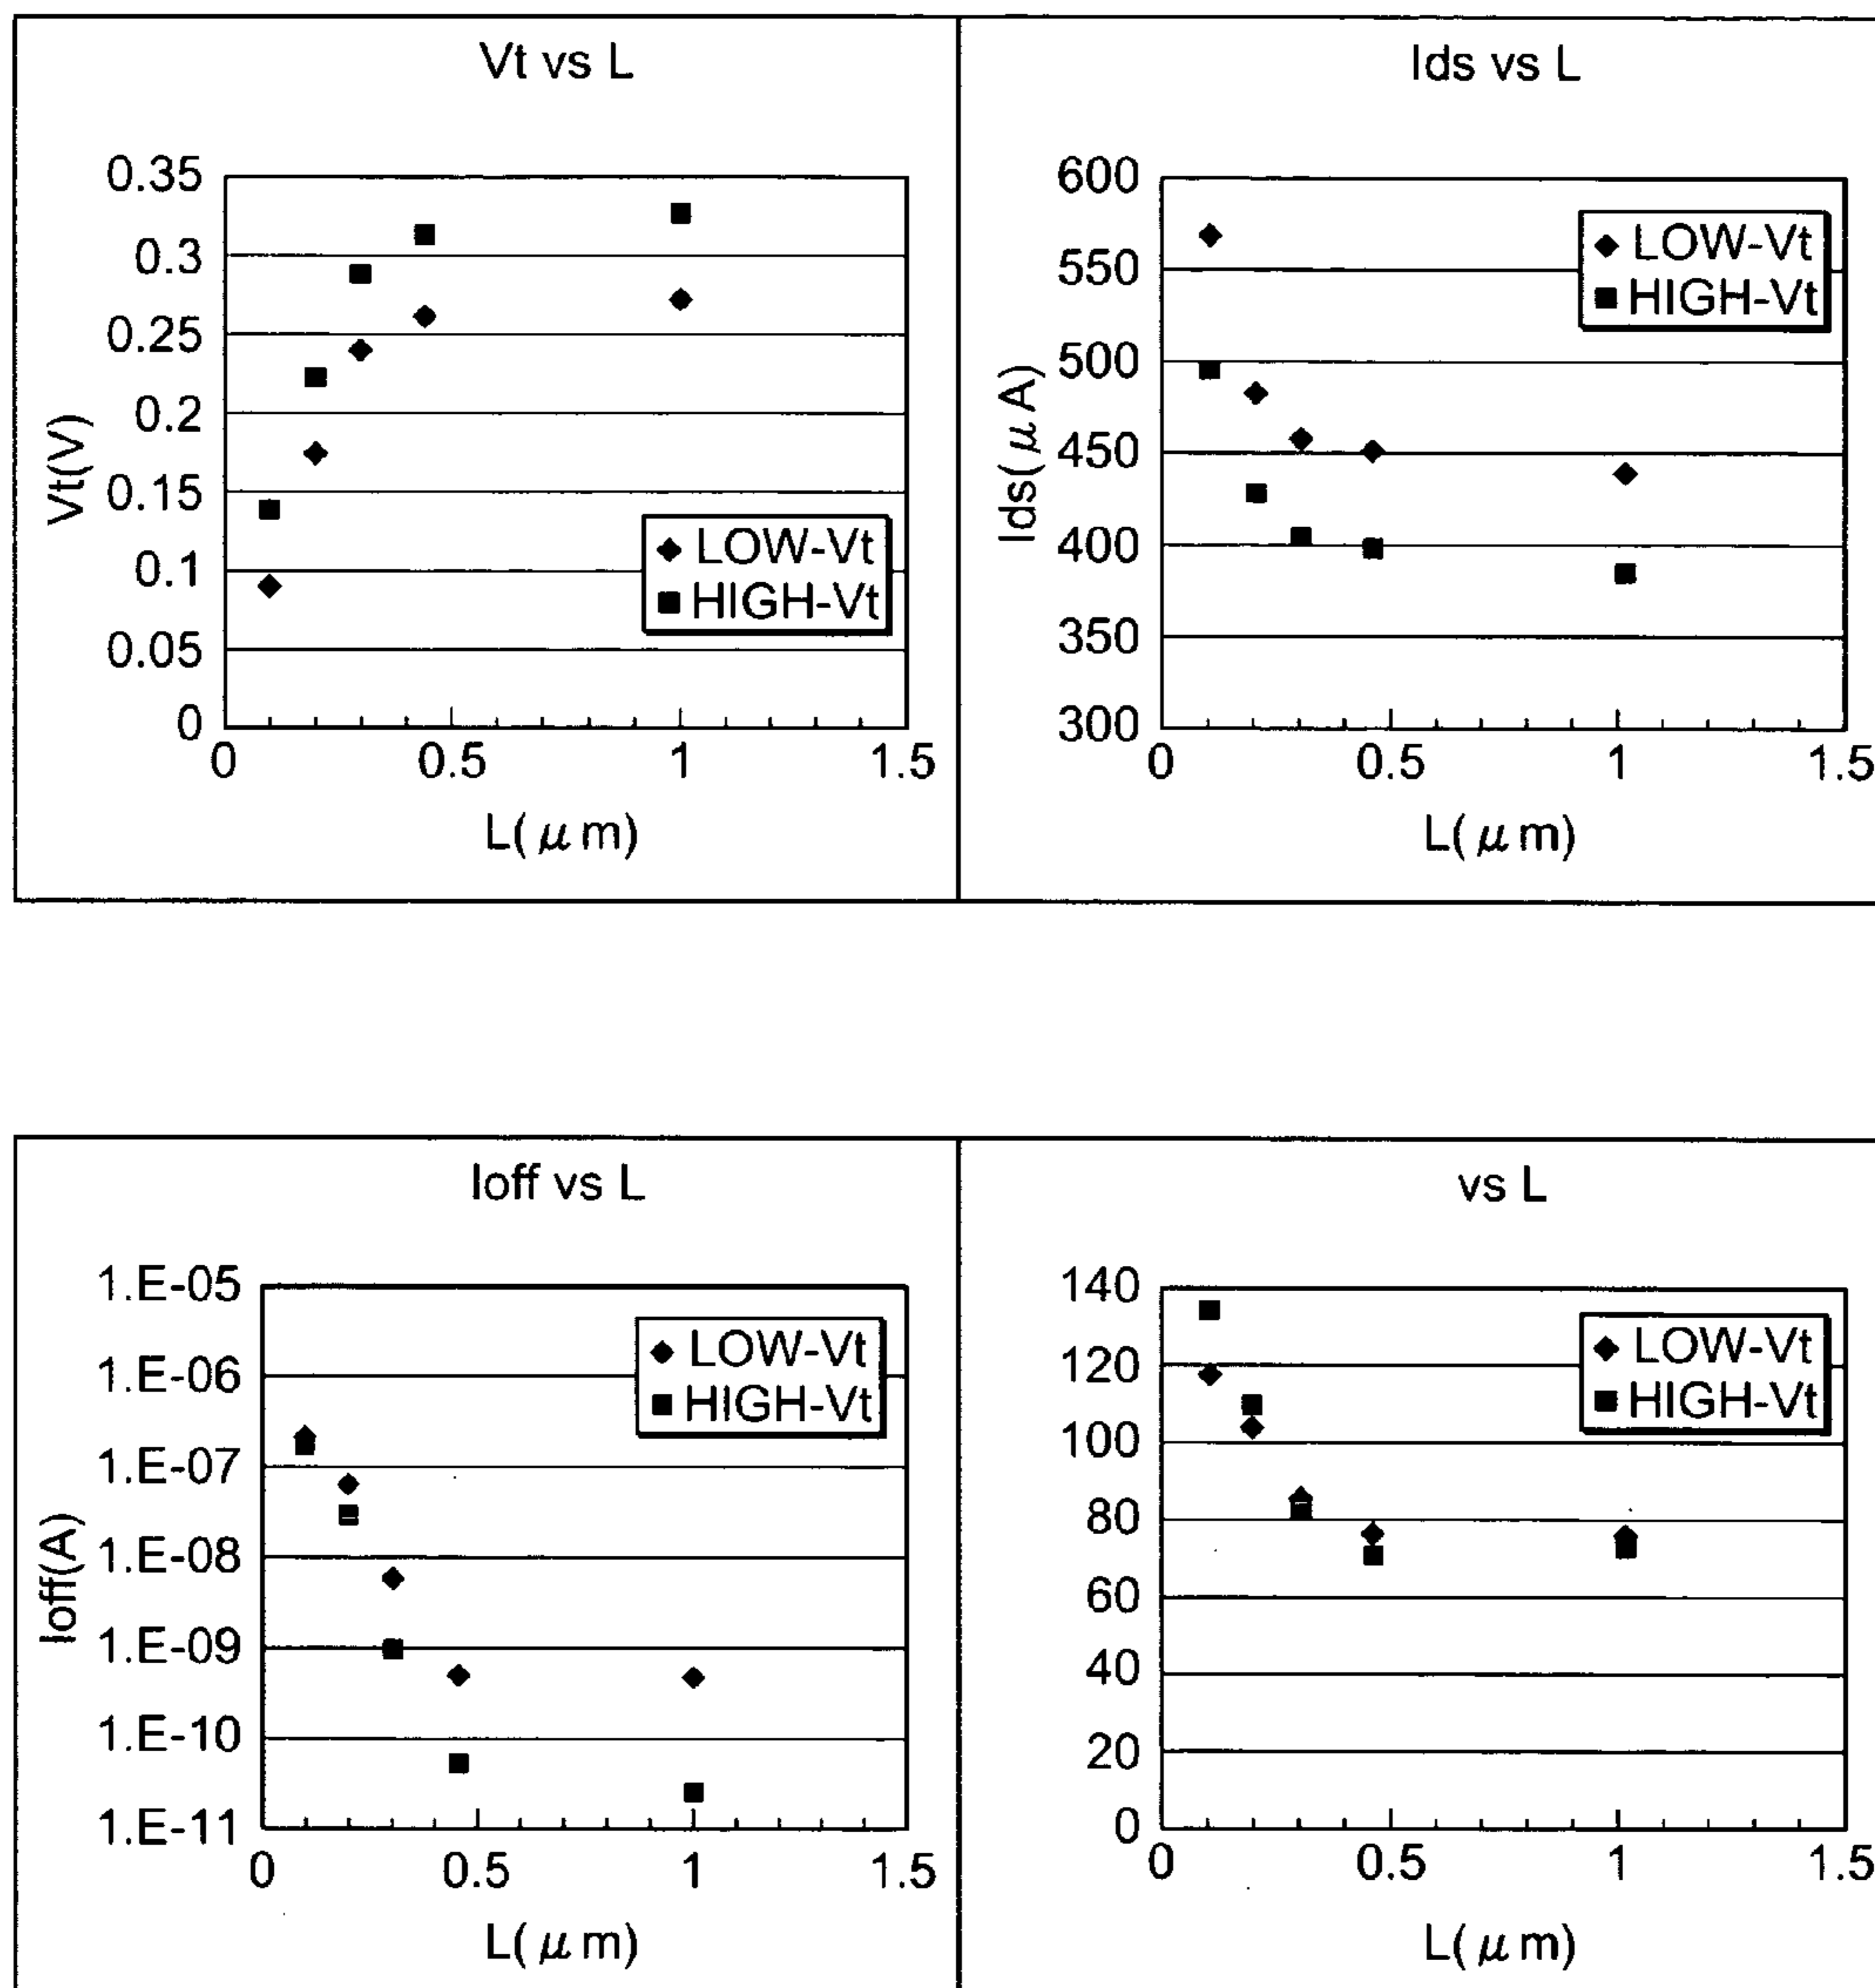 Vt vs L
0.35
0.3
0.25
0.2
0.15
0.1
0.05
0
Vt(V)
LOW-Vt
HIGH-Vt
0 0.5 1 1.5
L(μm)
Ids vs L
600
550
500
450
400
350
300
Ids(μA)
LOW-Vt
HIGH-Vt
0 0.5 1 1.5
L(μm)
Ioff vs L
1.E-05
1.E-06
1.E-07
1.E-08
1.E-09
1.E-10
1.E-11
Ioff(A)
LOW-Vt
HIGH-Vt
0 0.5 1 1.5
L(μm)
vs L
140
120
100
80
60
40
20
0
LOW-Vt
HIGH-Vt
0 0.5 1 1.5
L(μm)